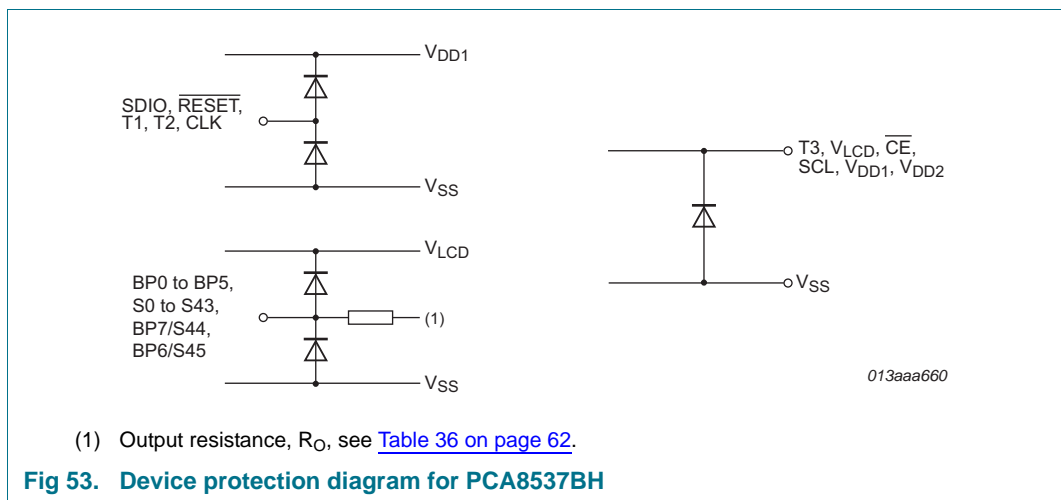 VDD1
SDIO, RESET,
T1, T2, CLK
VSS
VLCD
BP0 to BP5,
S0 to S43,
BP7/S44,
BP6/S45
(1)
VSS
T3, VLCD, CE,
SCL, VDD1, VDD2
VSS
013aaa660
(1) Output resistance, RO, see Table 36 on page 62.
Fig 53. Device protection diagram for PCA8537BH